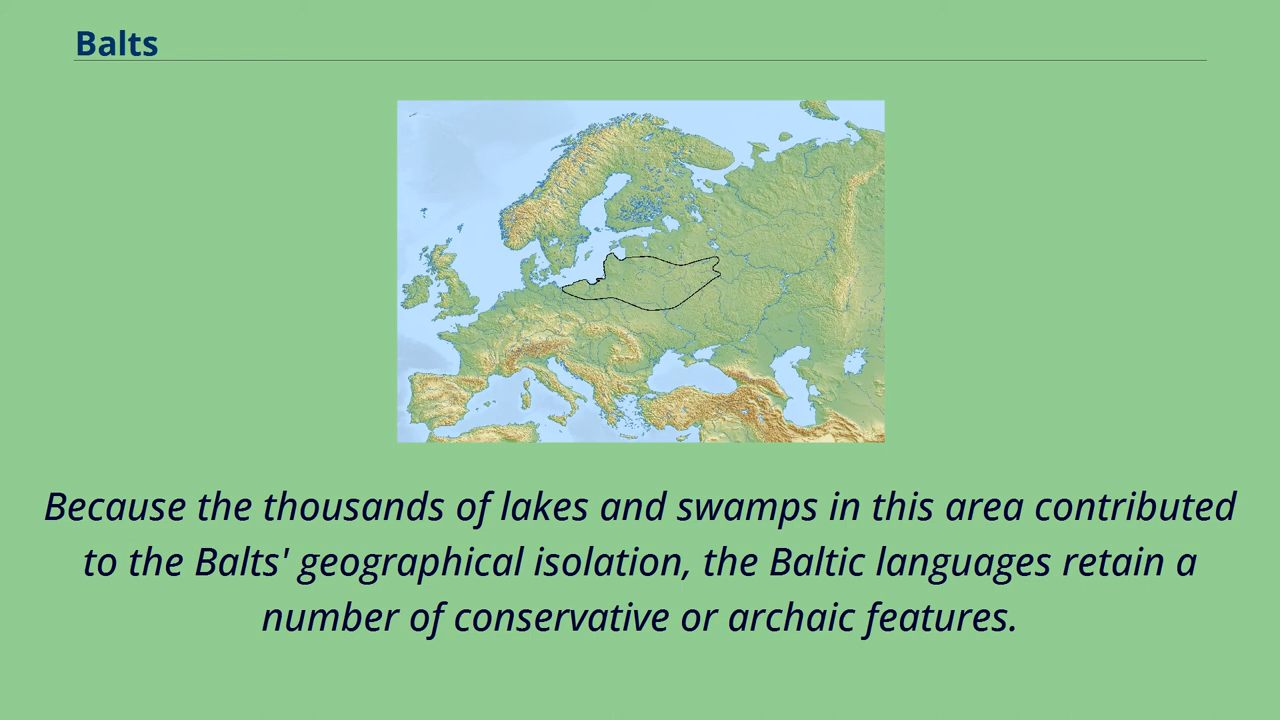 Balts
Because the thousands of lakes and swamps in this area contributed
to the Balts' geographical isolation, the Baltic languages retain a
number of conservative or archaic features.